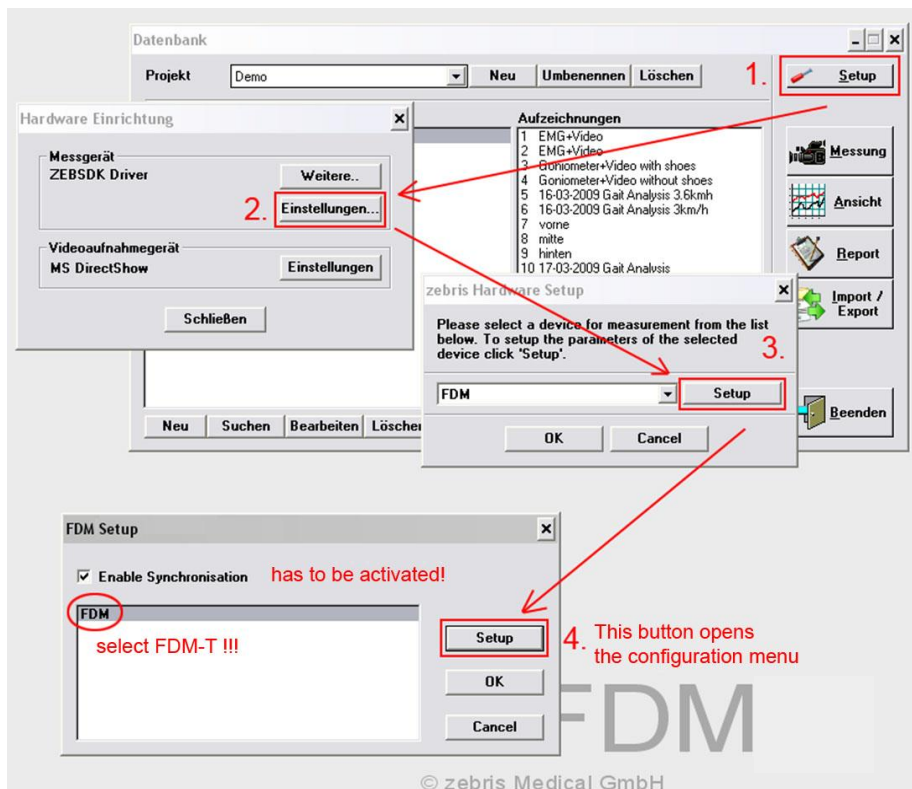 Datenbank
Projekt Demo Neu Umbenennen Löschen 1. Setup
Hardware Einrichtung
Messgerät
ZEBSDK Driver
Weitere..
2. Einstellungen...
Videoaufnahmegerät
MS DirectShow Einstellungen
Schließen
Aufzeichnungen
1 EMG+Video
2 EMG+Video
3 Goniometer+Video with shoes
4 Goniometer+Video without shoes
5 16-03-2009 Gait Analysis 3.6kmh
6 16-03-2009 Gait Analysis 3km/h
7 vorne
8 mitte
9 hinten
10 17-03-2009 Gait Analysis
Messung
Ansicht
Report
Import /
Export
Beenden
zebris Hardware Setup
Please select a device for measurement from the list
below. To setup the parameters of the selected
device click 'Setup'.
3.
FDM Setup
OK Cancel
Neu Suchen Bearbeiten
FDM Setup
Enable Synchronisation has to be activated!
FDM
select FDM-T !!!
Setup 4. This button opens
the configuration menu
OK
Cancel
FDM
© zebris Medical GmbH